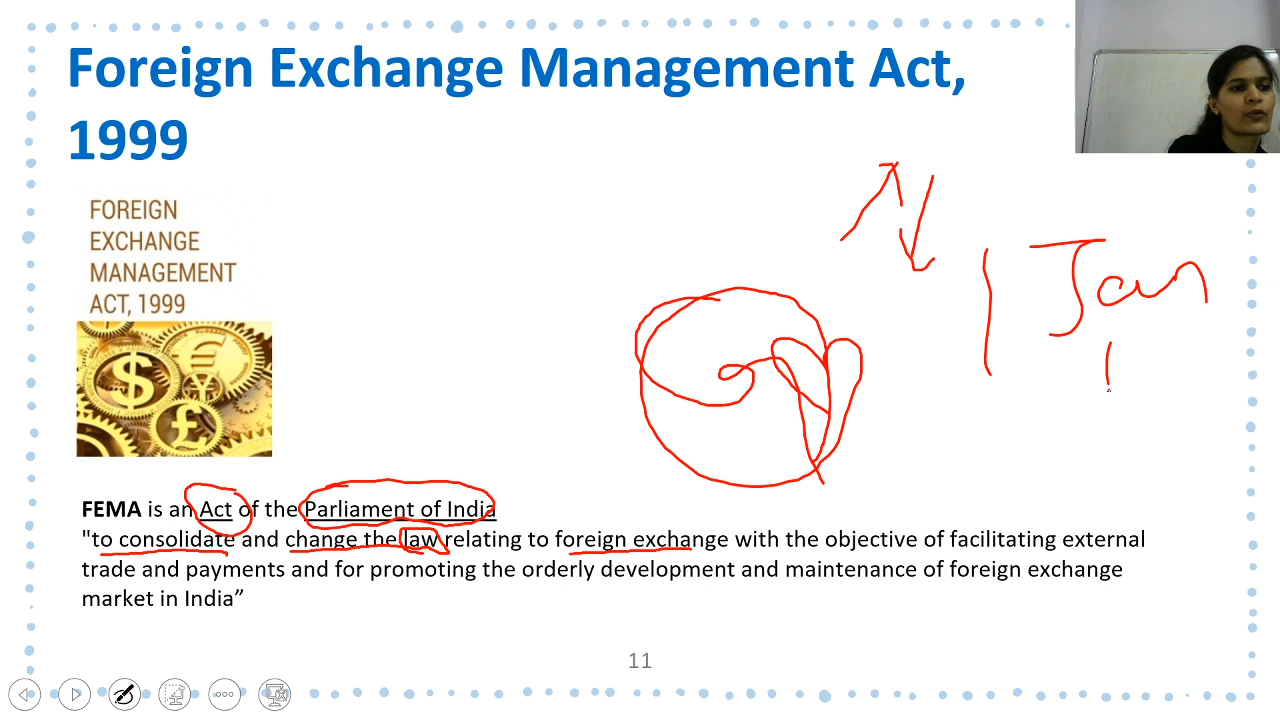 Foreign Exchange Management Act,
1999
FOREIGN
EXCHANGE
MANAGEMENT
ACT, 1999
$ € ¥ £
1 Jan
FEMA is an Act of the Parliament of India
"to consolidate and change the law relating to foreign exchange with the objective of facilitating external
trade and payments and for promoting the orderly development and maintenance of foreign exchange
market in India”
11